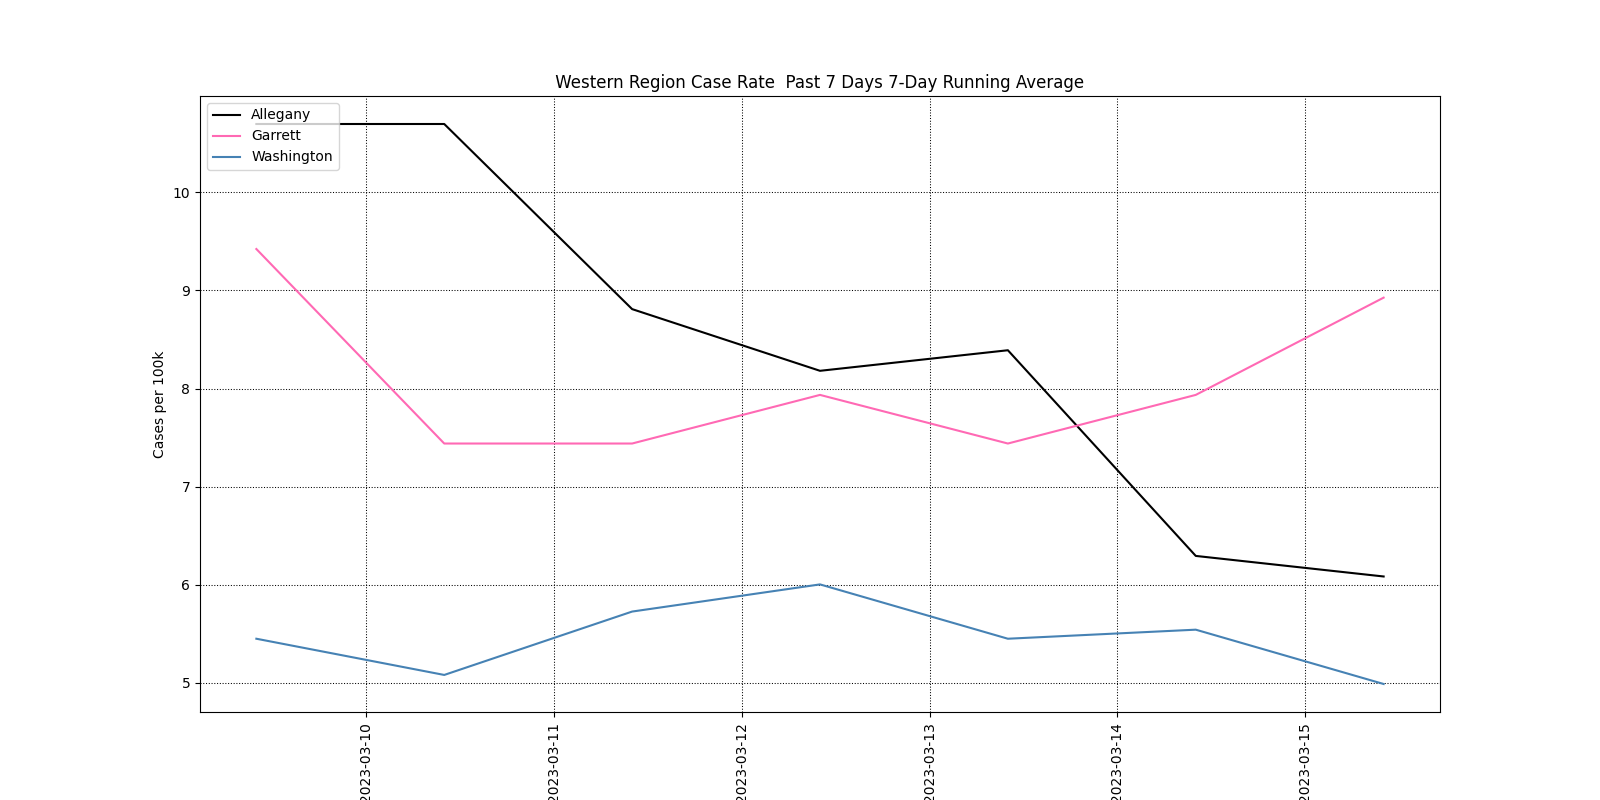 Western Region Case Rate  Past 7 Days 7-Day Running Average
Allegany
Garrett
Washington
10
9
8
7
6
5
Cases per 100k
2023-03-10
2023-03-11
2023-03-12
2023-03-13
2023-03-14
2023-03-15